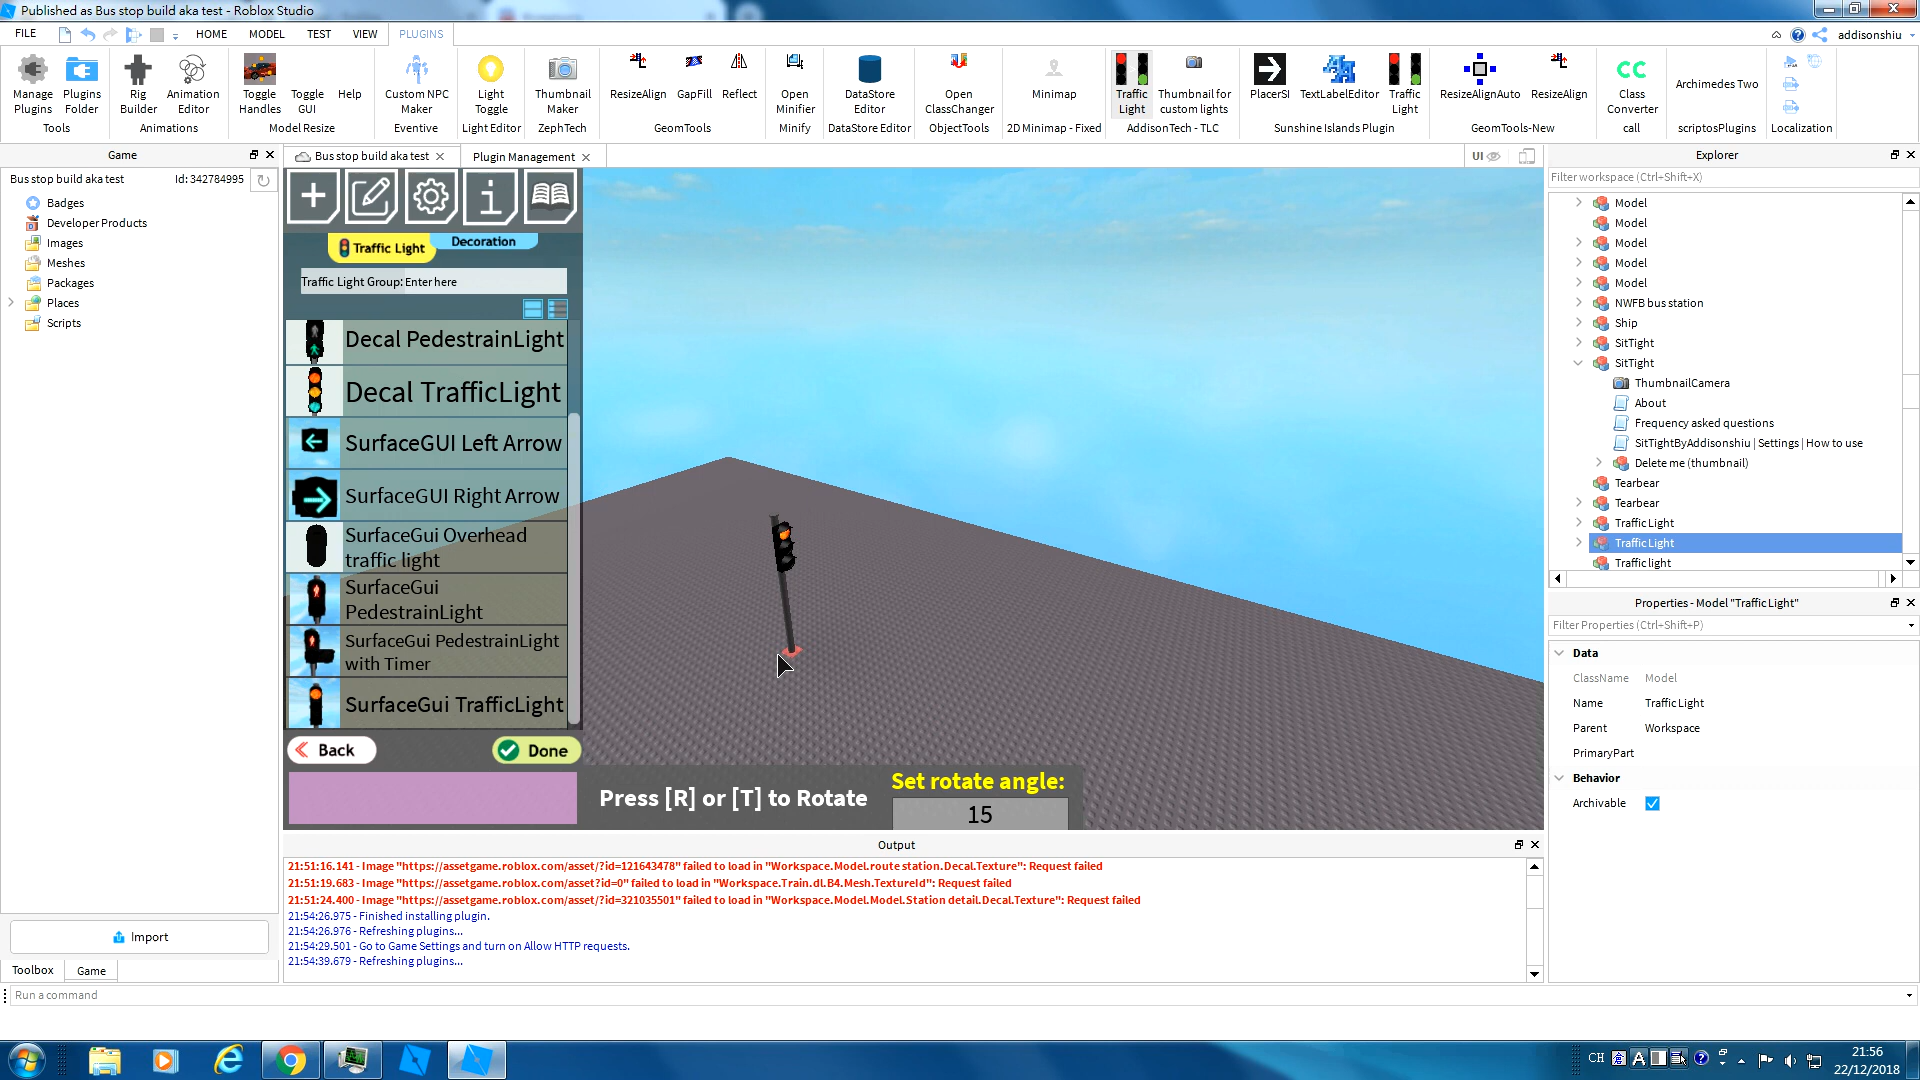 Published as Bus stop build aka test - Roblox Studio
FILE HOME MODEL TEST VIEW PLUGINS addisonshiu
Manage Plugins
Plugins Folder
Tools
Rig Builder
Animation Editor
Animations
Toggle Handles
Toggle GUI
Help
Model Resize
Custom NPC Maker
Eventive
Light Toggle
Light Editor
Thumbnail Maker
ZephTech
ResizeAlign
GapFill
Reflect
GeomTools
Open Minifier
Minify
DataStore Editor
DataStore Editor
Open ClassChanger
ObjectTools
Minimap
2D Minimap - Fixed
Traffic Light
Thumbnail for custom lights
AddisonTech - TLC
PlacerSI
TextLabelEditor
Traffic Light
Sunshine Islands Plugin
ResizeAlignAuto
ResizeAlign
GeomTools-New
CC
Class Converter
call
Archimedes Two
scriptosPlugins
Localization
Game
Bus stop build aka test Id: 342784995
Badges
Developer Products
Images
Meshes
Packages
Places
Scripts
Import
Toolbox Game
Bus stop build aka test
Plugin Management
UI
Traffic Light
Decoration
Traffic Light Group: Enter here
Decal PedestrainLight
Decal TrafficLight
SurfaceGUI Left Arrow
SurfaceGUI Right Arrow
SurfaceGui Overhead
traffic light
SurfaceGui
PedestrainLight
SurfaceGui PedestrainLight
with Timer
SurfaceGui TrafficLight
Back
Done
Press [R] or [T] to Rotate
Set rotate angle:
15
Output
21:51:16.141 - Image "https://assetgame.roblox.com/asset/?id=121643478" failed to load in "Workspace.Model.route station.Decal.Texture": Request failed
21:51:19.683 - Image "https://assetgame.roblox.com/asset?id=0" failed to load in "Workspace.Train.dl.B4.Mesh.TextureId": Request failed
21:51:24.400 - Image "https://assetgame.roblox.com/asset/?id=321035501" failed to load in "Workspace.Model.Model.Station detail.Decal.Texture": Request failed
21:54:26.975 - Finished installing plugin.
21:54:26.976 - Refreshing plugins...
21:54:29.501 - Go to Game Settings and turn on Allow HTTP requests.
21:54:39.679 - Refreshing plugins...
Explorer
Filter workspace (Ctrl+Shift+X)
Model
Model
Model
Model
Model
NWFB bus station
Ship
SitTight
SitTight
ThumbnailCamera
About
Frequency asked questions
SitTightByAddisonshiu | Settings | How to use
Delete me (thumbnail)
Tearbear
Tearbear
Traffic Light
Traffic Light
Traffic light
Properties - Model "Traffic Light"
Filter Properties (Ctrl+Shift+P)
Data
ClassName Model
Name Traffic Light
Parent Workspace
PrimaryPart
Behavior
Archivable
Run a command
CH 倉 A
21:56
22/12/2018